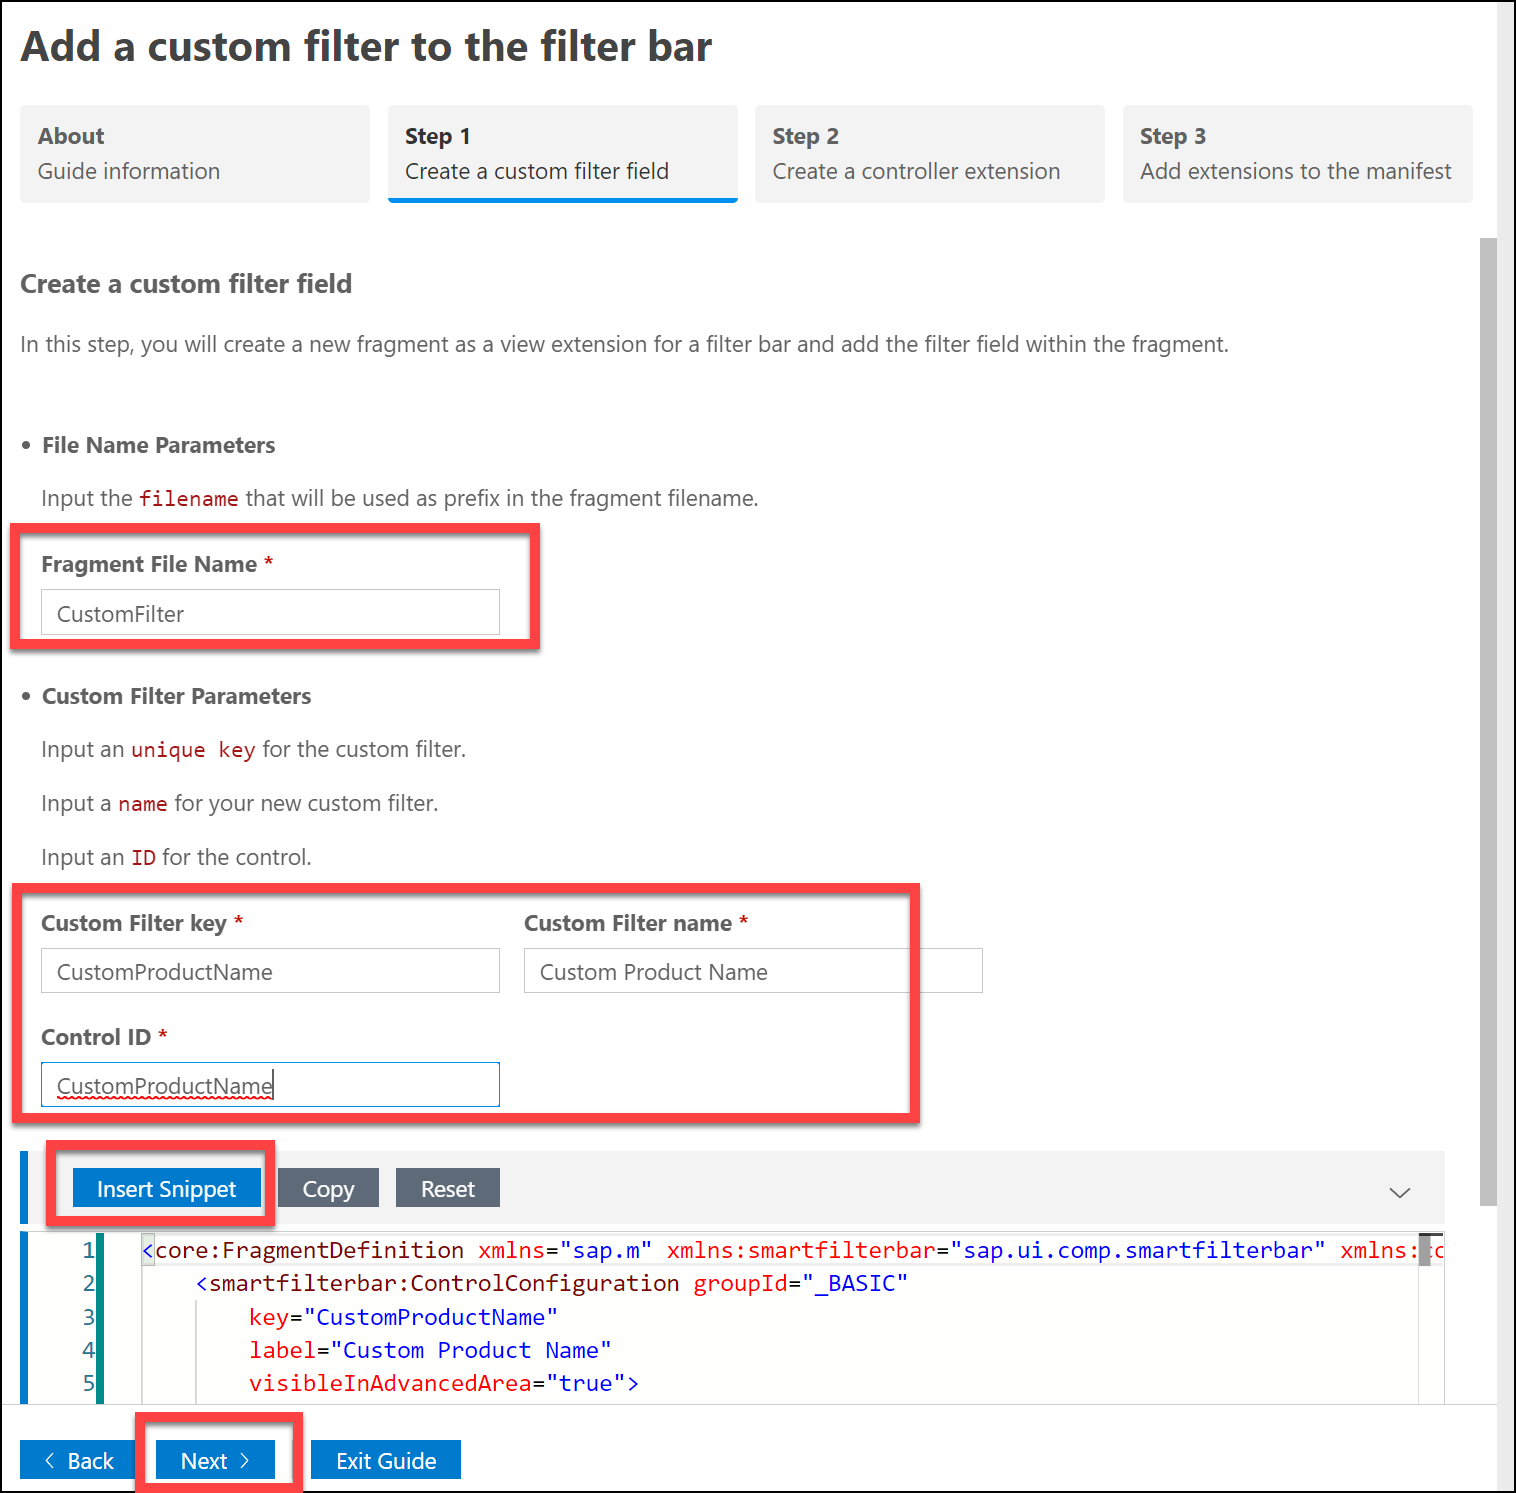 Add a custom filter to the filter bar
About
Guide information
Step 1
Create a custom filter field
Step 2
Create a controller extension
Step 3
Add extensions to the manifest
Create a custom filter field
In this step, you will create a new fragment as a view extension for a filter bar and add the filter field within the fragment.
• File Name Parameters
Input the filename that will be used as prefix in the fragment filename.
Fragment File Name *
CustomFilter
• Custom Filter Parameters
Input an unique key for the custom filter.
Input a name for your new custom filter.
Input an ID for the control.
Custom Filter key * Custom Filter name *
CustomProductName Custom Product Name
Control ID *
CustomProductName
Insert Snippet Copy Reset
1 <core:FragmentDefinition xmlns="sap.m" xmlns:smartfilterbar="sap.ui.comp.smartfilterbar" xmlns:co
2 <smartfilterbar:ControlConfiguration groupId="_BASIC"
3 key="CustomProductName"
4 label="Custom Product Name"
5 visibleInAdvancedArea="true">
Back Next Exit Guide